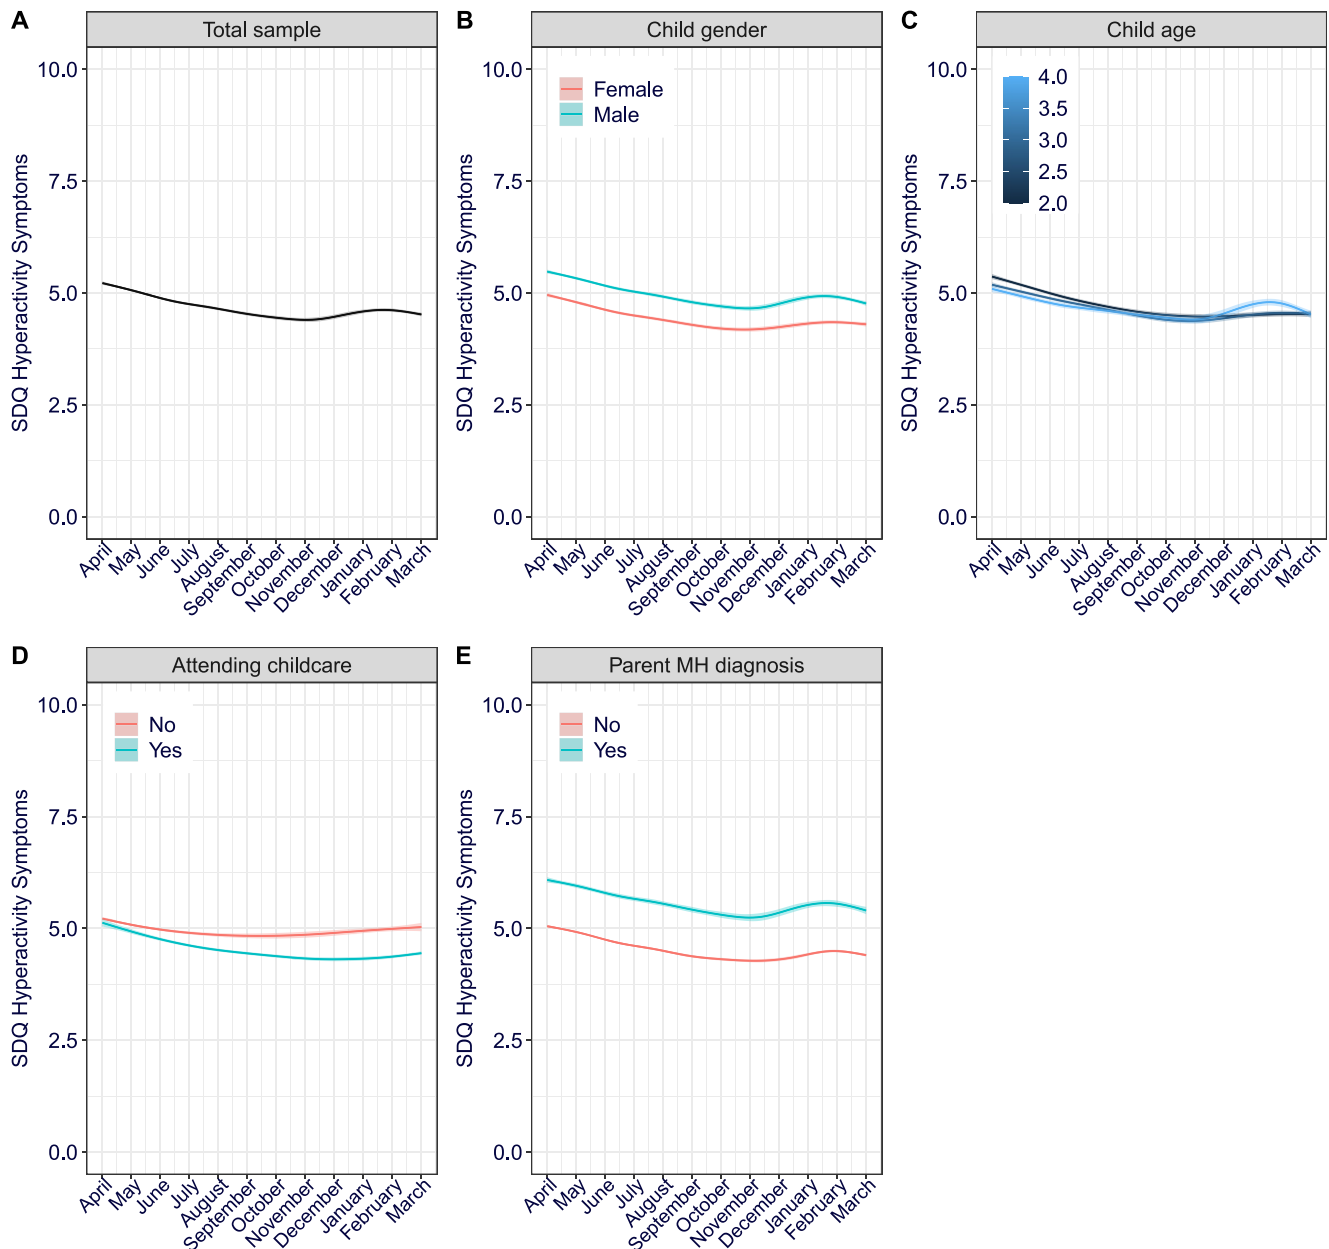 A
Total sample
SDQ Hyperactivity Symptoms
10.0
7.5
5.0
2.5
0.0
April
May
June
July
August
September
October
November
December
January
February
March
B
Child gender
Female
Male
SDQ Hyperactivity Symptoms
10.0
7.5
5.0
2.5
0.0
April
May
June
July
August
September
October
November
December
January
February
March
C
Child age
4.0
3.5
3.0
2.5
2.0
SDQ Hyperactivity Symptoms
10.0
7.5
5.0
2.5
0.0
April
May
June
July
August
September
October
November
December
January
February
March
D
Attending childcare
No
Yes
SDQ Hyperactivity Symptoms
10.0
7.5
5.0
2.5
0.0
April
May
June
July
August
September
October
November
December
January
February
March
E
Parent MH diagnosis
No
Yes
SDQ Hyperactivity Symptoms
10.0
7.5
5.0
2.5
0.0
April
May
June
July
August
September
October
November
December
January
February
March